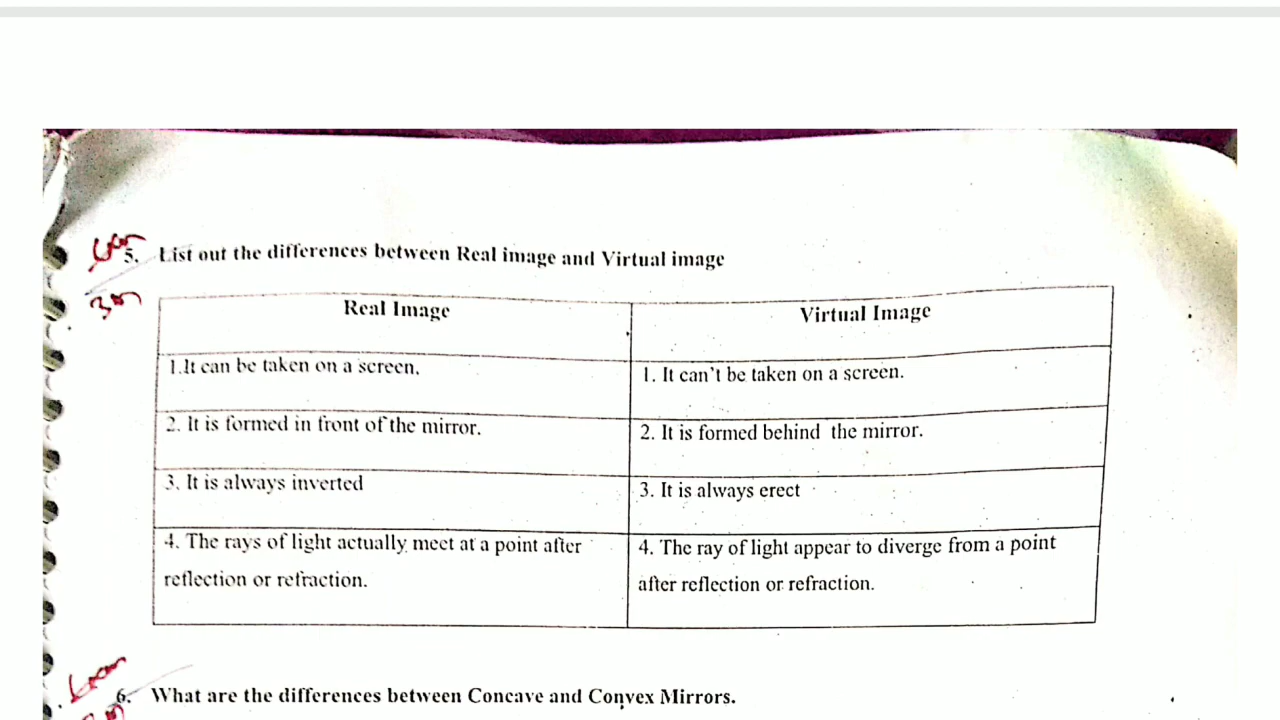 5. List out the differences between Real image and Virtual image
3m
Real Image
Virtual Image
1.It can be taken on a screen.
1. It can't be taken on a screen.
2. It is formed in front of the mirror.
2. It is formed behind the mirror.
3. It is always inverted
3. It is always erect
4. The rays of light actually meet at a point after
reflection or refraction.
4. The ray of light appear to diverge from a point
after reflection or refraction.
6. What are the differences between Concave and Convex Mirrors.